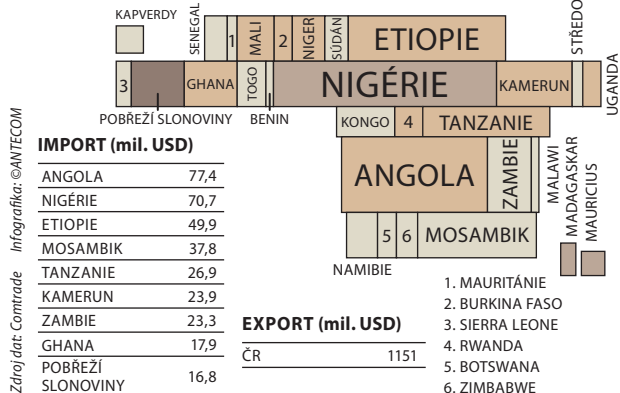 KAPVERDY
SENEGAL
1
MALI
2
NIGER
SÚDÁN
ETIOPIE
STŘEDO
3
GHANA
TOGO
NIGÉRIE
KAMERUN
UGANDA
POBŘEŽÍ SLONOVINY
BENIN
KONGO
4
TANZANIE
ANGOLA
ZAMBIE
MALAWI
MADAGASKAR
MAURICIUS
5
6
MOSAMBIK
NAMIBIE
IMPORT (mil. USD)
ANGOLA 77,4
NIGÉRIE 70,7
ETIOPIE 49,9
MOSAMBIK 37,8
TANZANIE 26,9
KAMERUN 23,9
ZAMBIE 23,3
GHANA 17,9
POBŘEŽÍ
SLONOVINY 16,8
EXPORT (mil. USD)
ČR 1151
1. MAURITÁNIE
2. BURKINA FASO
3. SIERRA LEONE
4. RWANDA
5. BOTSWANA
6. ZIMBABWE
Zdroj dat: Comtrade Infografika: ©ANTECOM